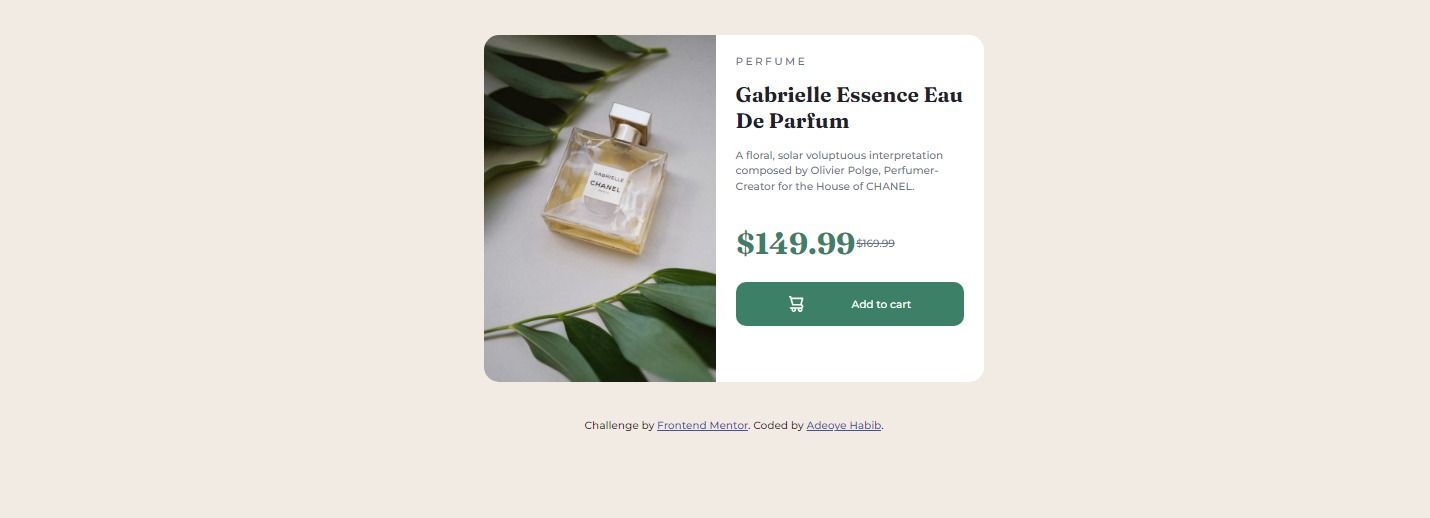 PERFUME
Gabrielle Essence Eau
De Parfum
A floral, solar voluptuous interpretation
composed by Olivier Polge, Perfumer-
Creator for the House of CHANEL.
$149.99 $169.99
Add to cart
GABRIELLE
CHANEL
Challenge by Frontend Mentor. Coded by Adeoye Habib.